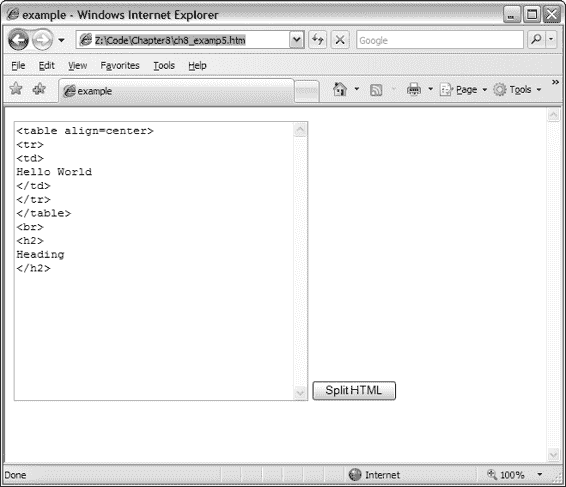 example - Windows Internet Explorer
Z:\Code\Chapter8\ch8_examp5.htm
Google
File Edit View Favorites Tools Help
example
Page Tools
<table align=center>
<tr>
<td>
Hello World
</td>
</tr>
</table>
<br>
<h2>
Heading
</h2>
Split HTML
Done Internet 100%